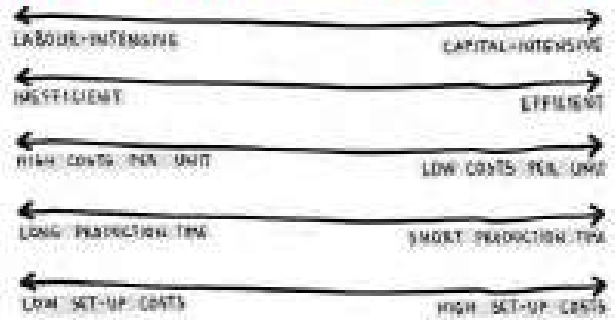 LABOUR-INTENSIVE CAPITAL-INTENSIVE
INEFFICIENT EFFICIENT
HIGH COSTS PER UNIT LOW COSTS PER UNIT
LONG PRODUCTION TIME SHORT PRODUCTION TIME
LOW SET-UP COSTS HIGH SET-UP COSTS